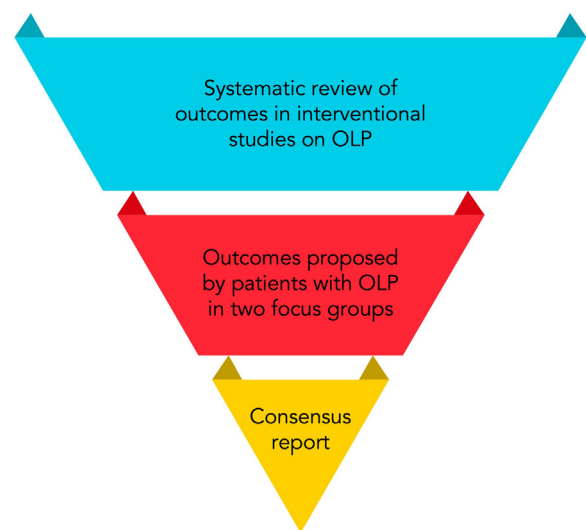 Systematic review of
outcomes in interventional
studies on OLP
Outcomes proposed
by patients with OLP
in two focus groups
Consensus
report